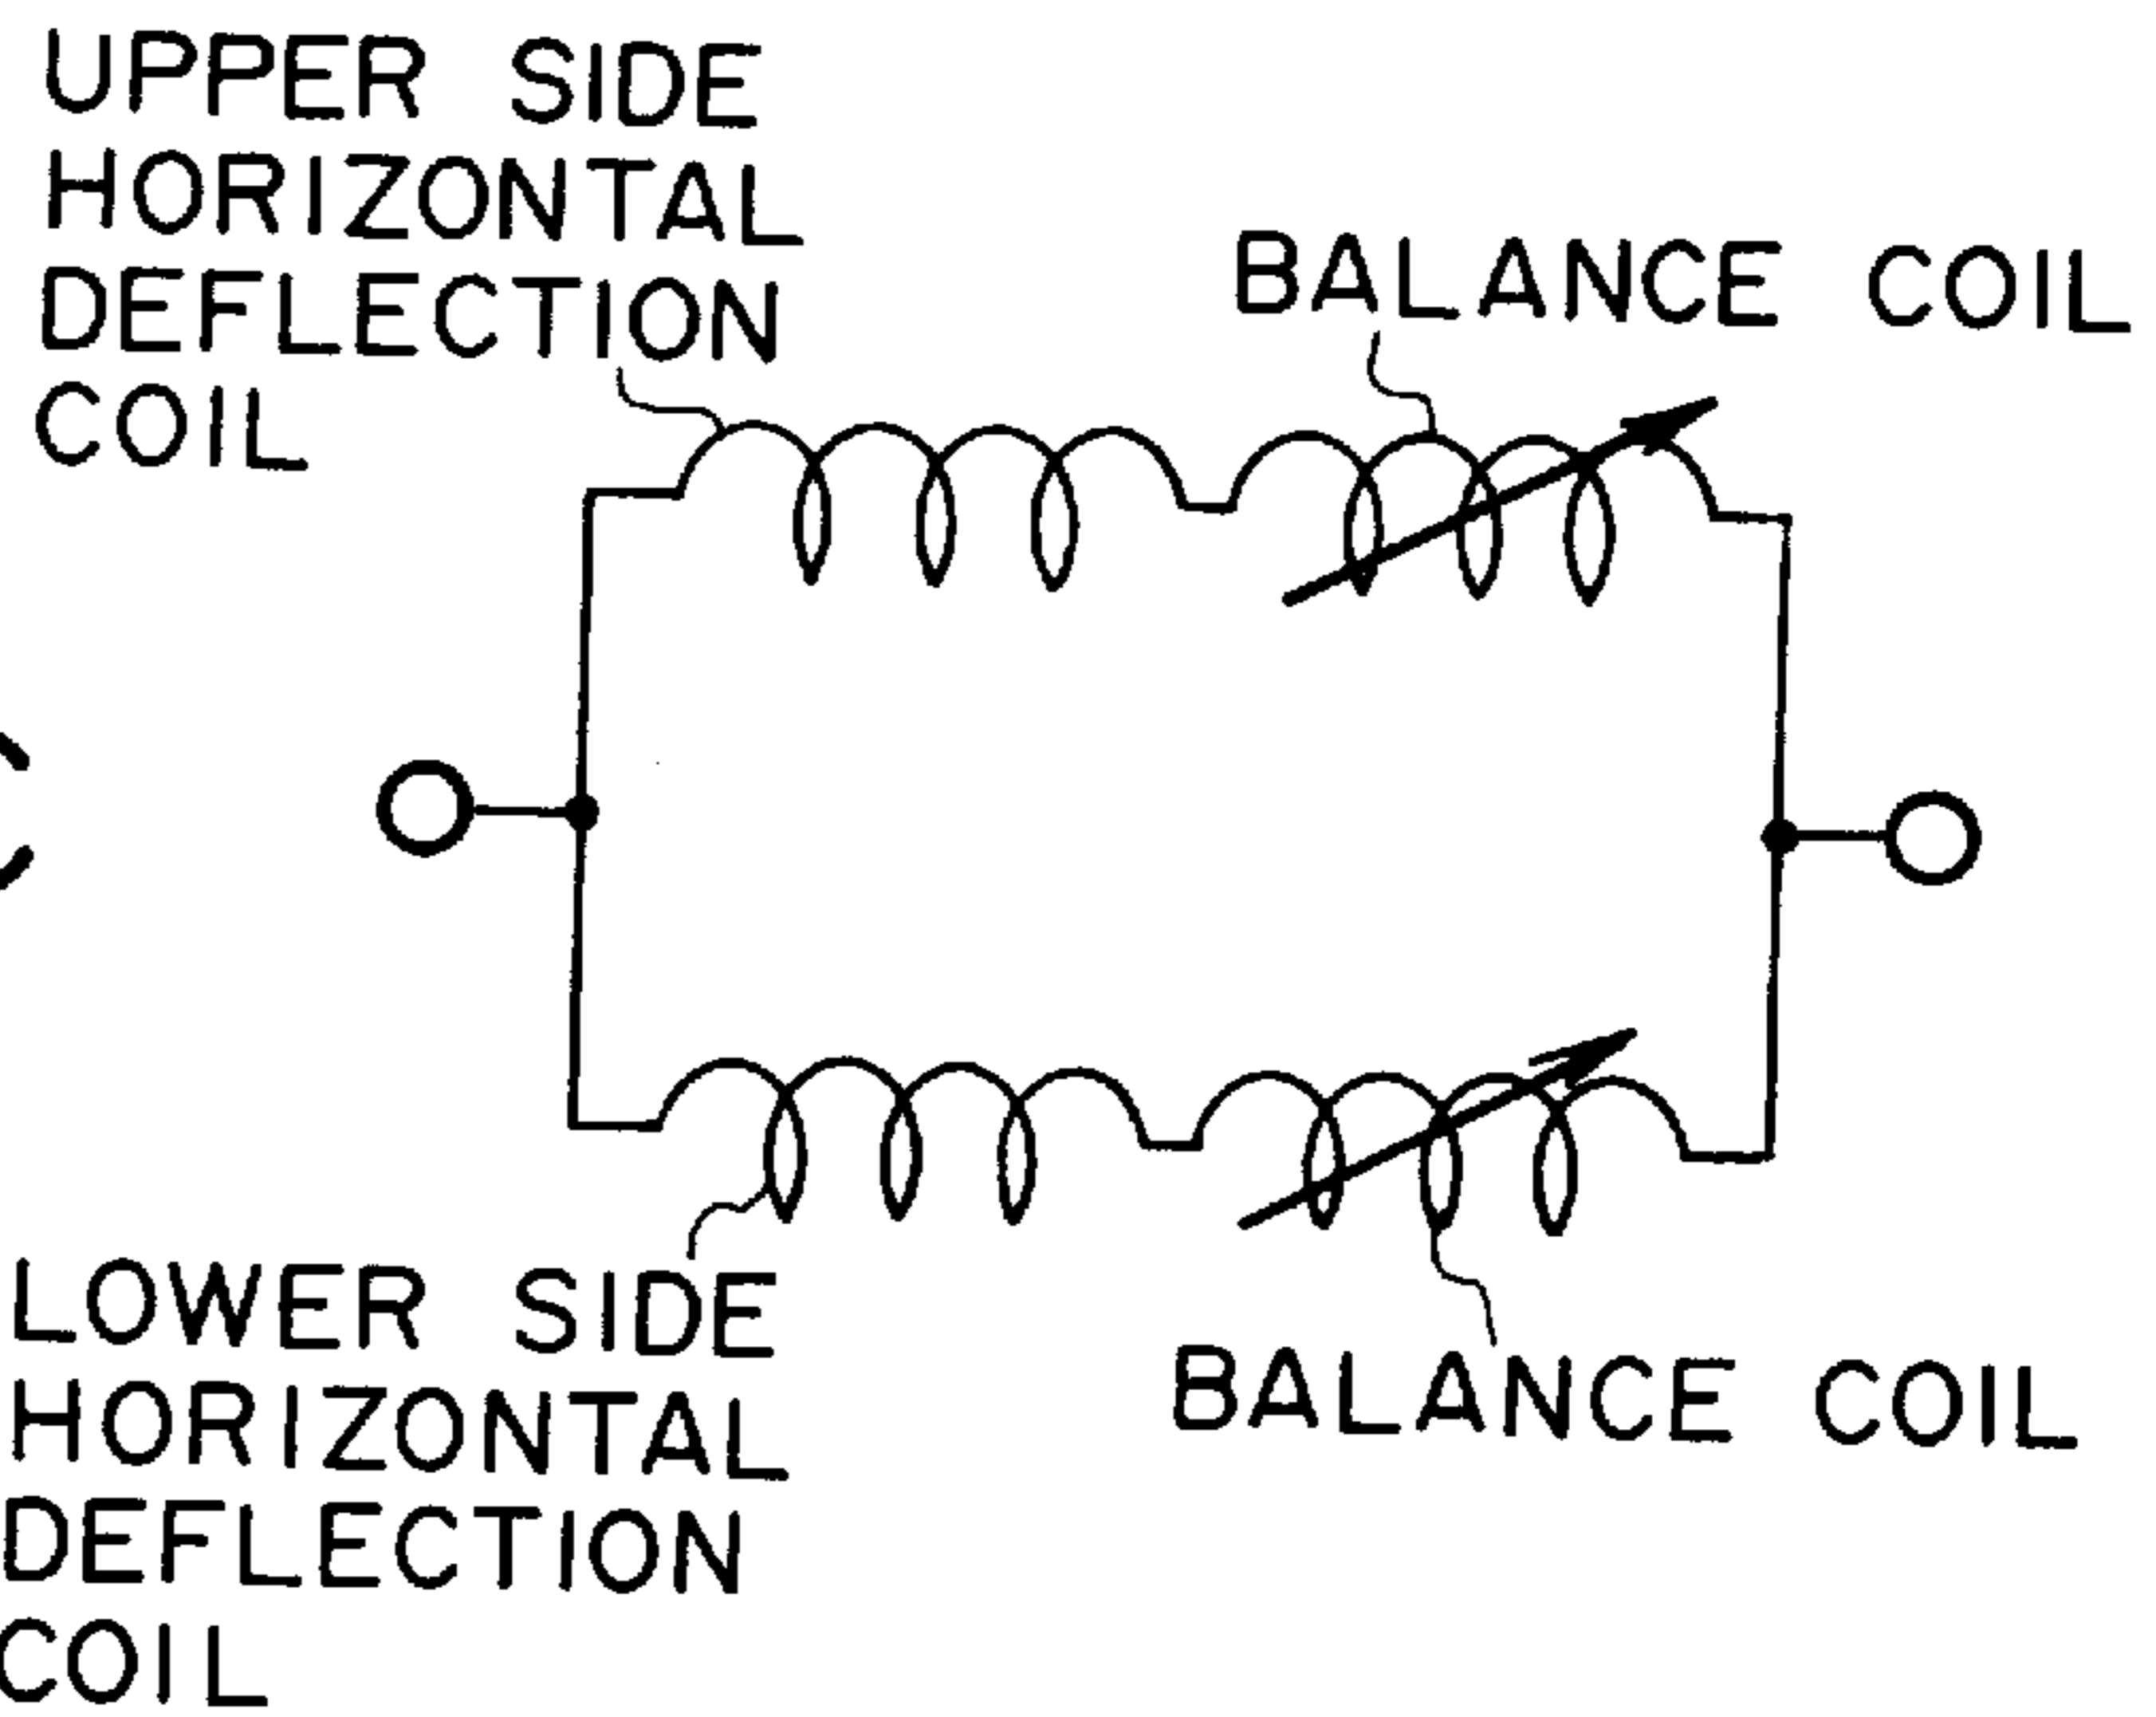 UPPER SIDE
HORIZONTAL
DEFLECTION
COIL
BALANCE COIL
LOWER SIDE
HORIZONTAL
DEFLECTION
COIL
BALANCE COIL